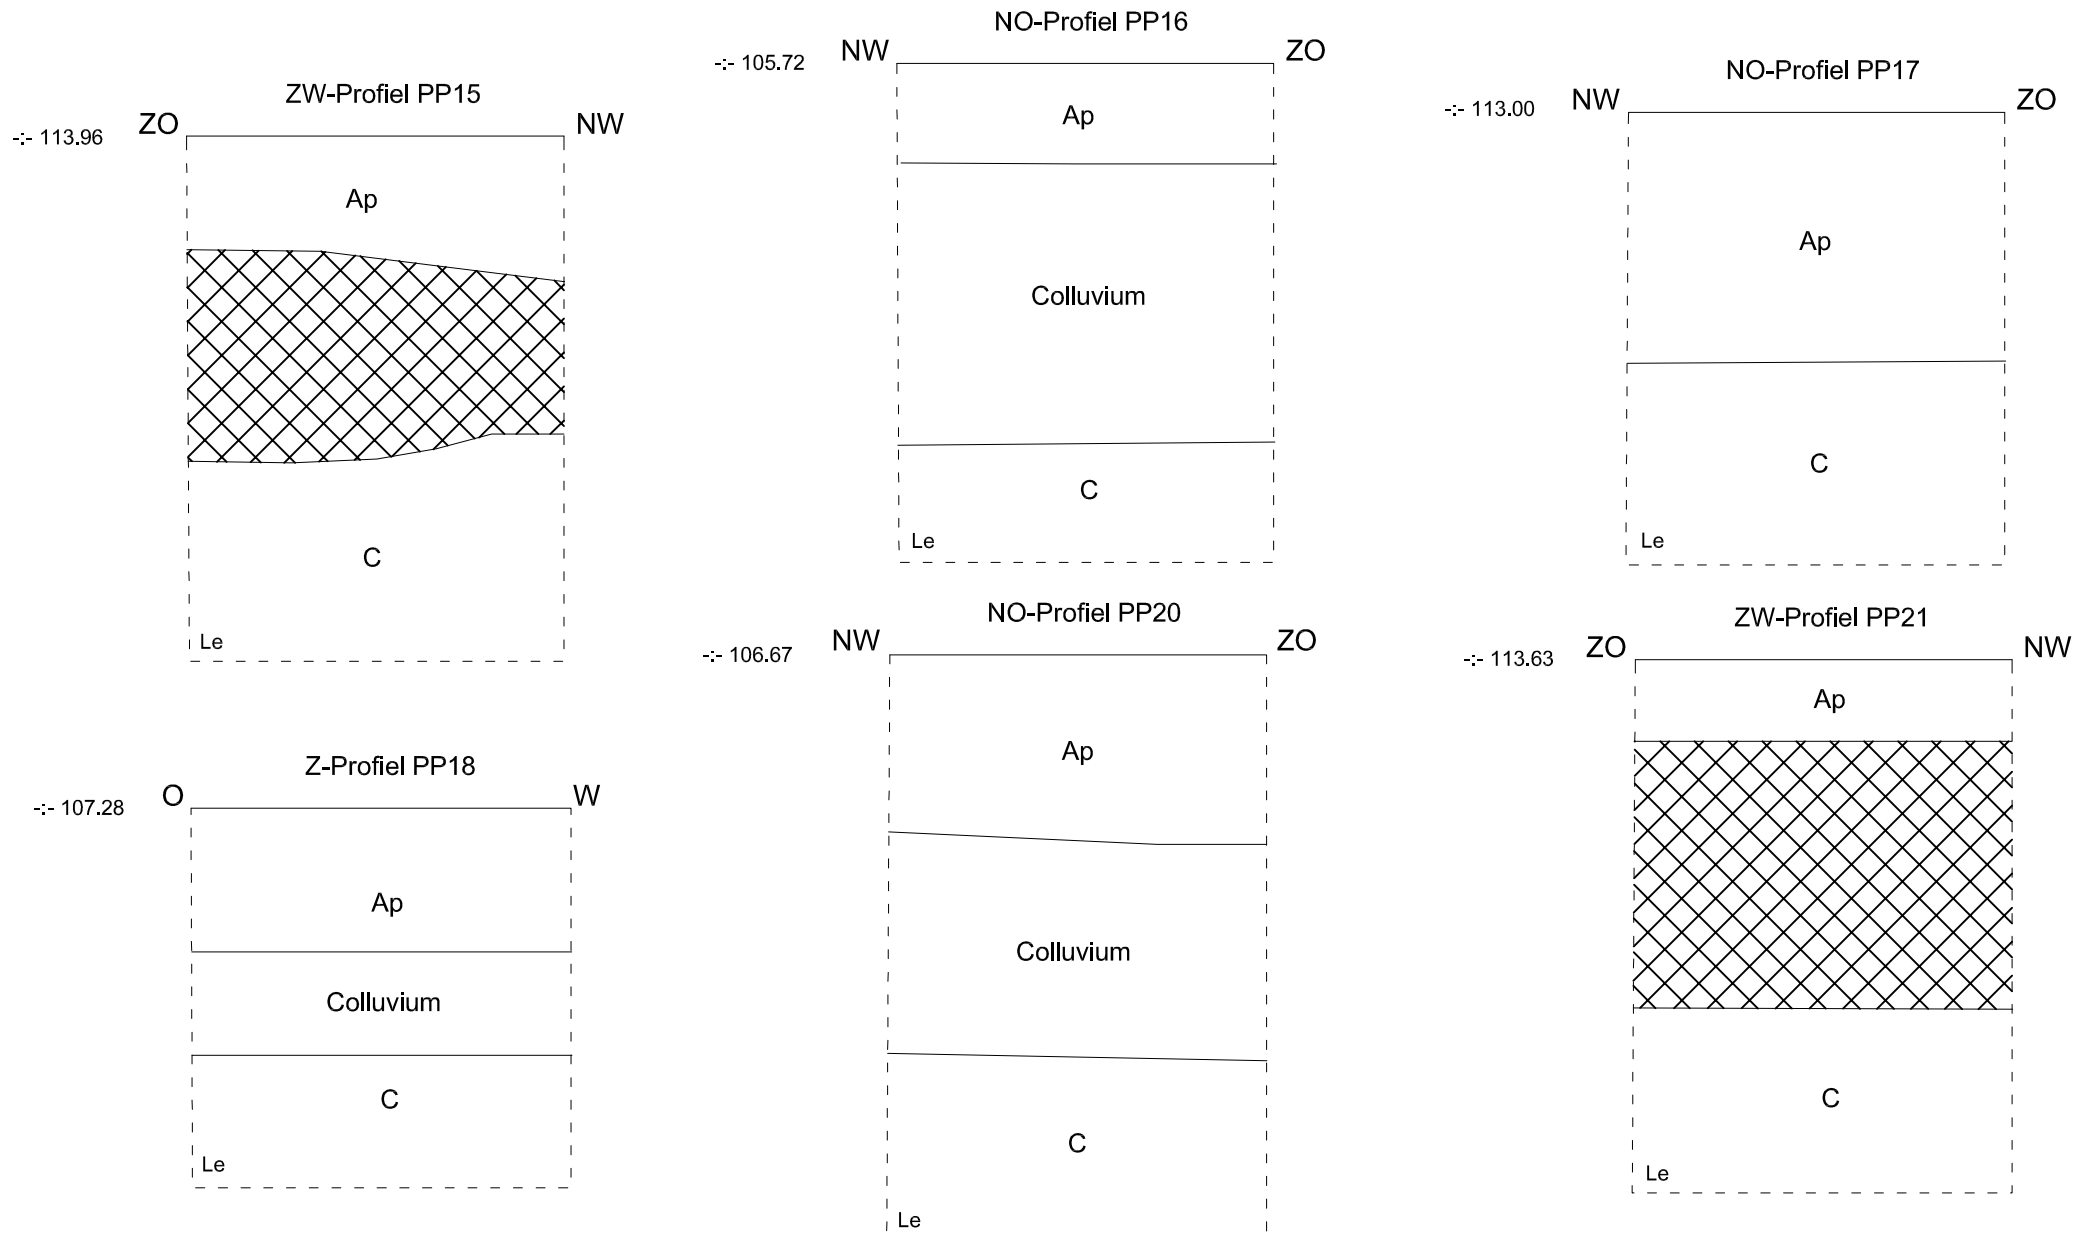 ZW-Profiel PP15
-:- 113.96
ZO
NW
Ap
C
Le
NO-Profiel PP16
-:- 105.72
NW
ZO
Ap
Colluvium
C
Le
NO-Profiel PP17
-:- 113.00
NW
ZO
Ap
C
Le
Z-Profiel PP18
-:- 107.28
O
W
Ap
Colluvium
C
Le
NO-Profiel PP20
-:- 106.67
NW
ZO
Ap
Colluvium
C
Le
ZW-Profiel PP21
-:- 113.63
ZO
NW
Ap
C
Le